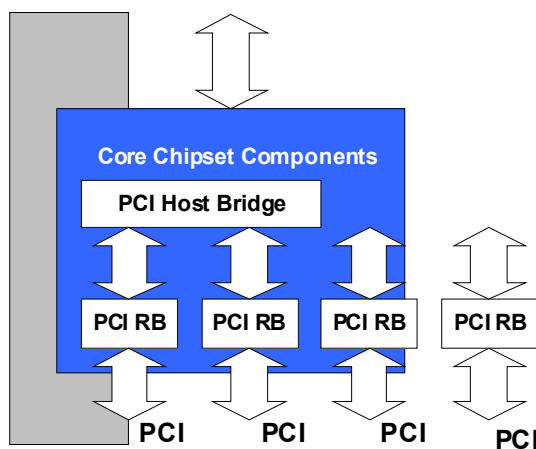 Core Chipset Components
PCI Host Bridge
PCI RB PCI RB PCI RB PCI RB
PCI PCI PCI PCI